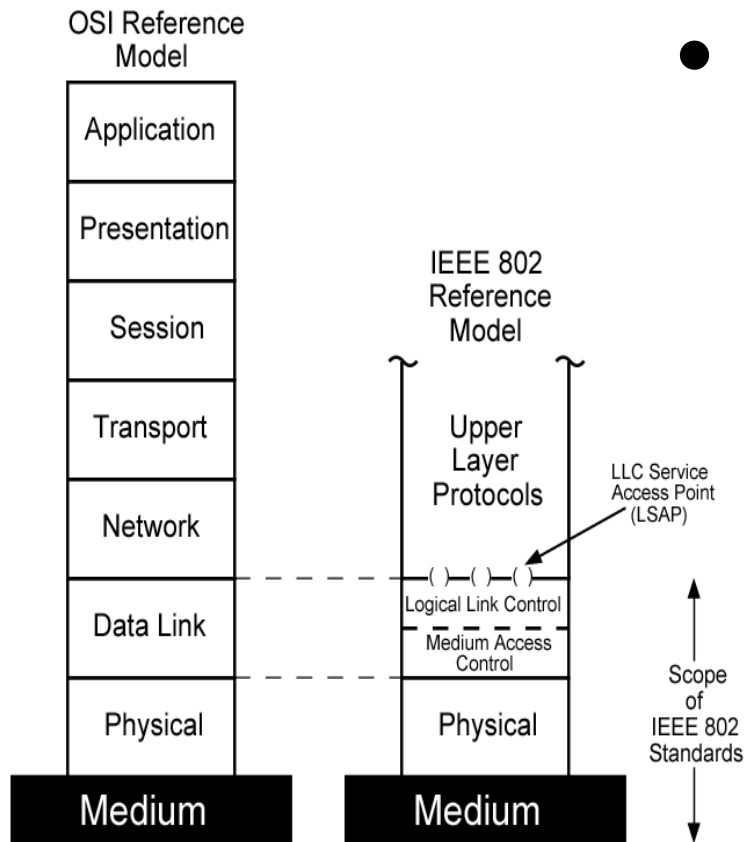 OSI Reference
Model
Application
Presentation
Session
Transport
Network
Data Link
Physical
Medium
IEEE 802
Reference
Model
Upper
Layer
Protocols
LLC Service
Access Point
(LSAP)
( ) ( ) ( )
Logical Link Control
Medium Access
Control
Physical
Medium
Scope
of
IEEE 802
Standards